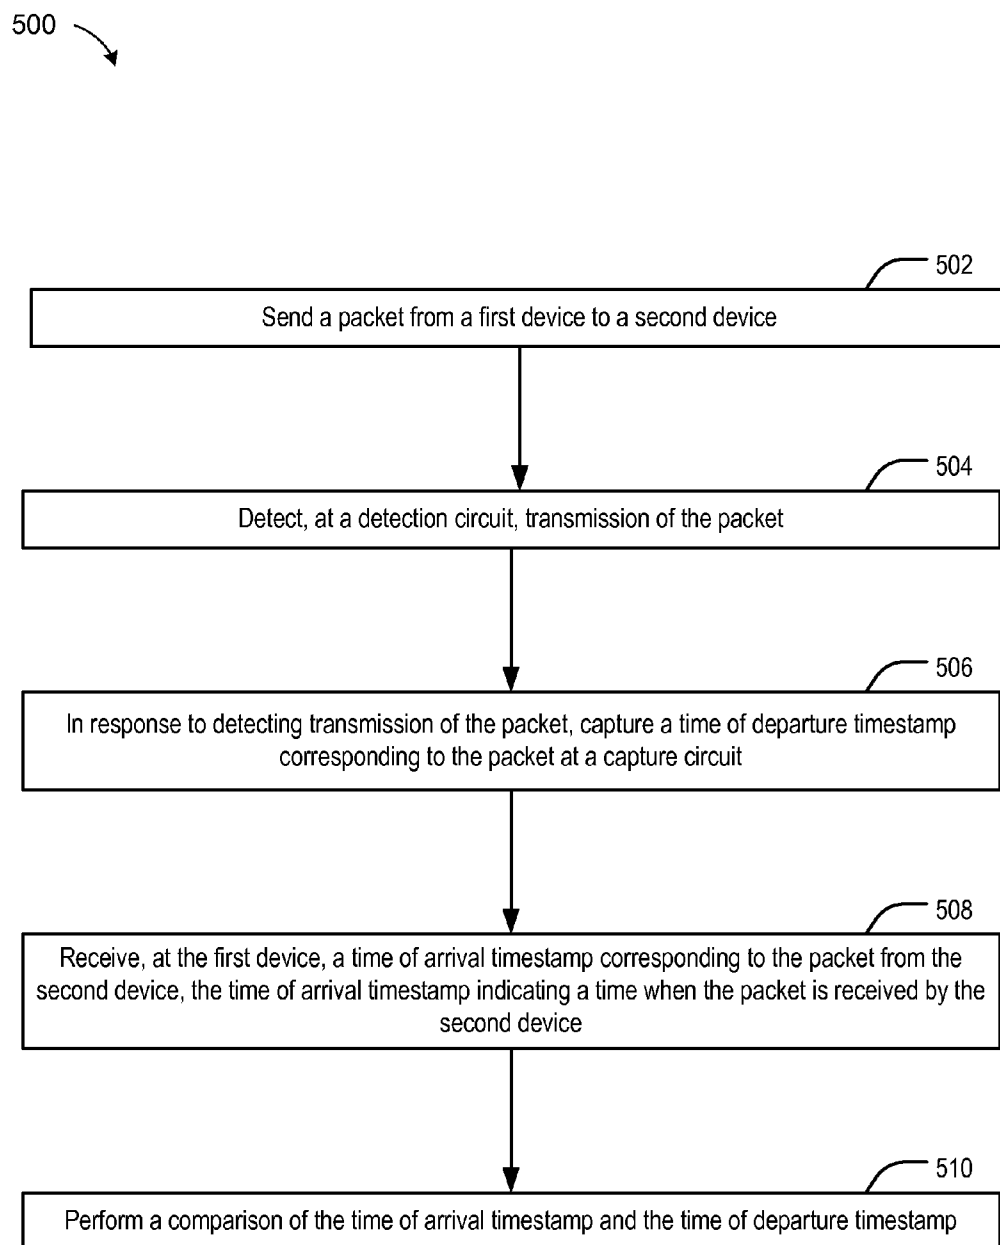 500
502
Send a packet from a first device to a second device
504
Detect, at a detection circuit, transmission of the packet
506
In response to detecting transmission of the packet, capture a time of departure timestamp
corresponding to the packet at a capture circuit
508
Receive, at the first device, a time of arrival timestamp corresponding to the packet from the
second device, the time of arrival timestamp indicating a time when the packet is received by the
second device
510
Perform a comparison of the time of arrival timestamp and the time of departure timestamp